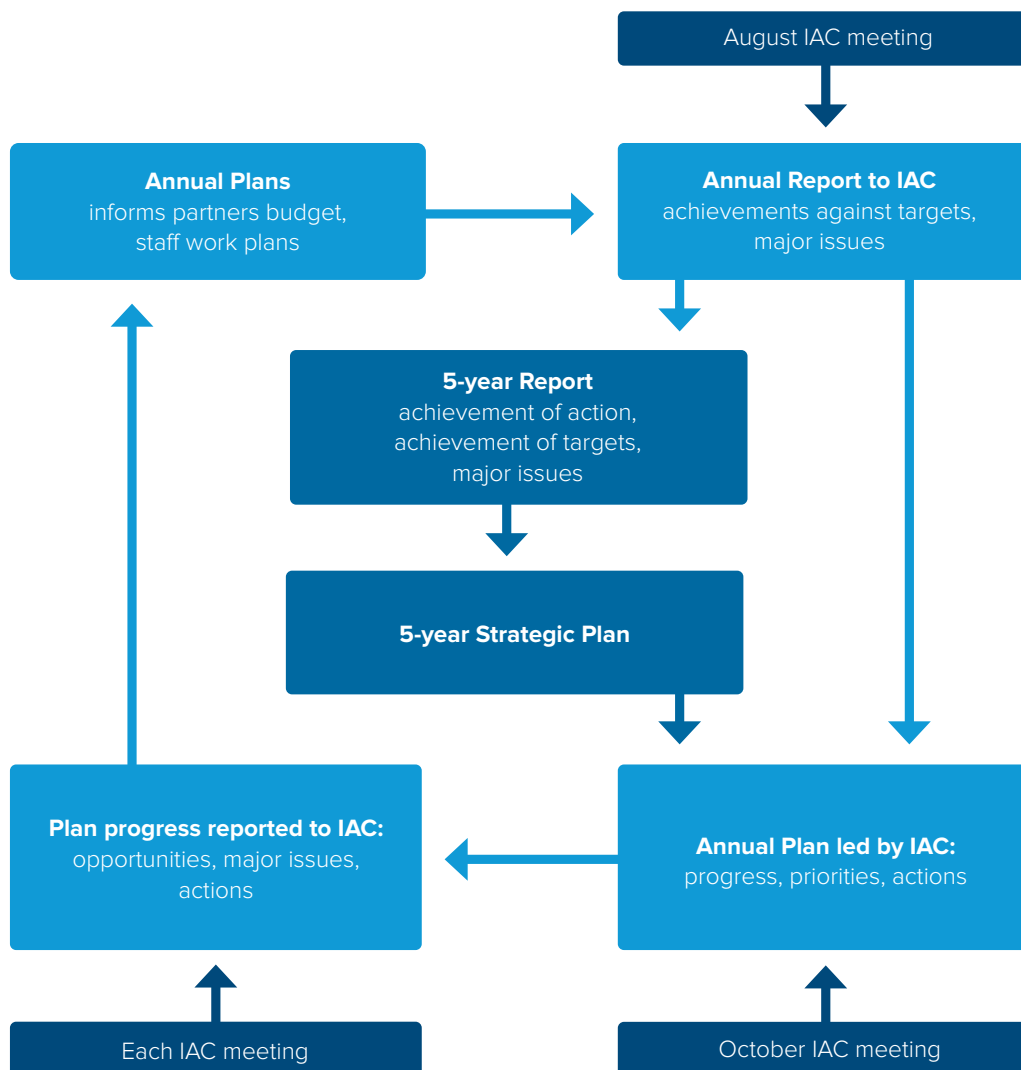 August IAC meeting
Annual Plans
informs partners budget,
staff work plans
Annual Report to IAC
achievements against targets,
major issues
5-year Report
achievement of action,
achievement of targets,
major issues
5-year Strategic Plan
Plan progress reported to IAC:
opportunities, major issues,
actions
Annual Plan led by IAC:
progress, priorities, actions
Each IAC meeting
October IAC meeting